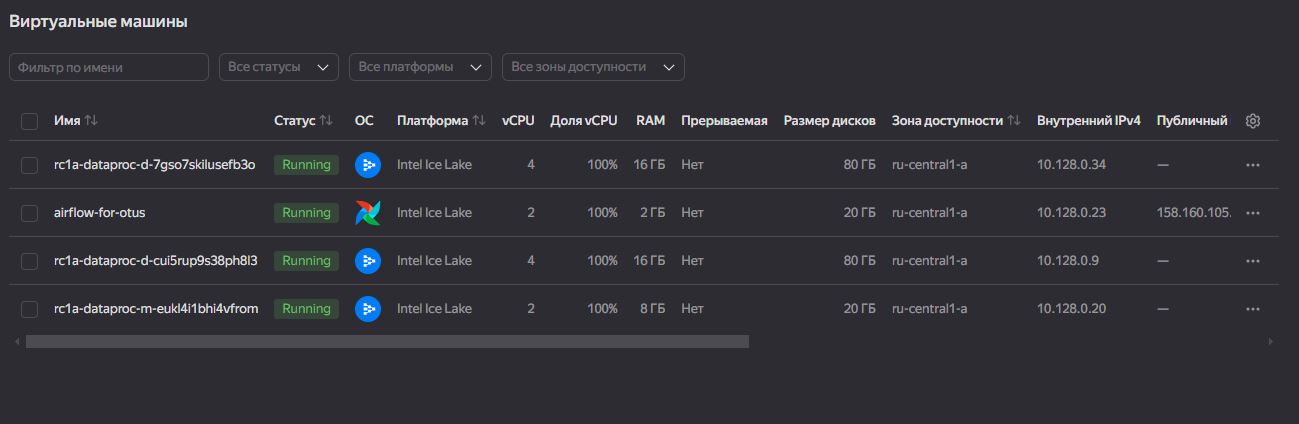 Виртуальные машины
Фильтр по имени Все статусы Все платформы Все зоны доступности
Имя Статус ОС Платформа vCPU Доля vCPU RAM Прерываемая Размер дисков Зона доступности Внутренний IPv4 Публичный
rc1a-dataproc-d-7gso7skilusefb3o Running Intel Ice Lake 4 100% 16 ГБ Нет 80 ГБ ru-central1-a 10.128.0.34 —
airflow-for-otus Running Intel Ice Lake 2 100% 2 ГБ Нет 20 ГБ ru-central1-a 10.128.0.23 158.160.105.
rc1a-dataproc-d-cui5rup9s38ph8l3 Running Intel Ice Lake 4 100% 16 ГБ Нет 80 ГБ ru-central1-a 10.128.0.9 —
rc1a-dataproc-m-eukl4i1bhi4vfrom Running Intel Ice Lake 2 100% 8 ГБ Нет 20 ГБ ru-central1-a 10.128.0.20 —